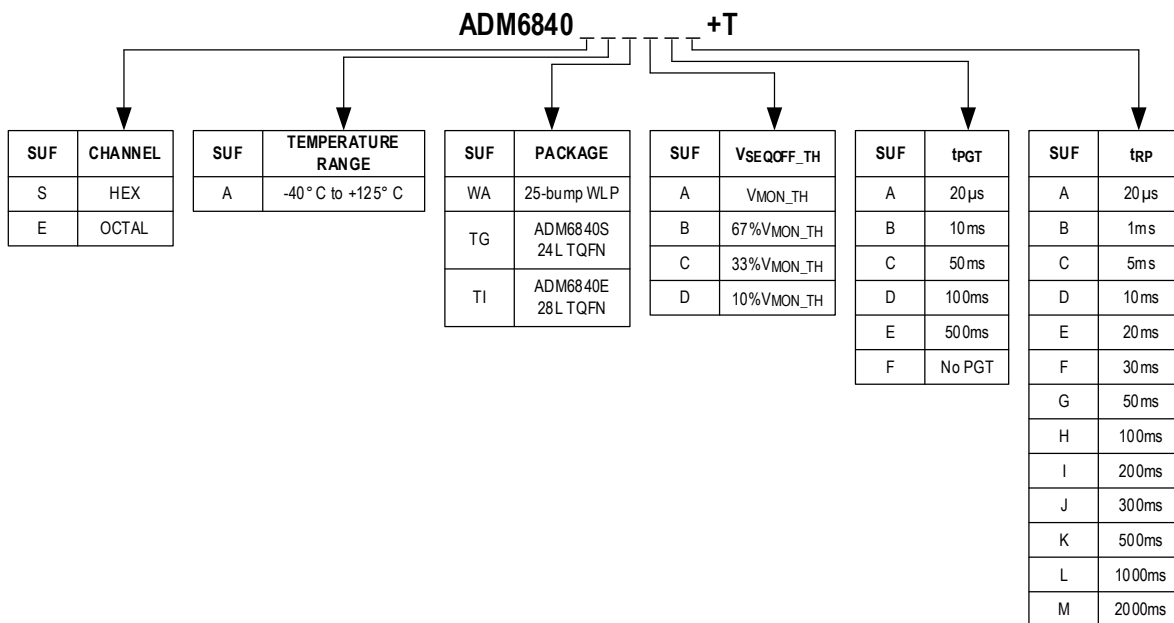 ADM6840 _ _ _ _ _ _ +T
SUF CHANNEL
S HEX
E OCTAL
SUF TEMPERATURE RANGE
A -40° C to +125° C
SUF PACKAGE
WA 25-bump WLP
TG ADM6840S 24L TQFN
TI ADM6840E 28L TQFN
SUF VSEQOFF_TH
A VMON_TH
B 67%VMON_TH
C 33%VMON_TH
D 10%VMON_TH
SUF tPGT
A 20µs
B 10ms
C 50ms
D 100ms
E 500ms
F No PGT
SUF tRP
A 20µs
B 1ms
C 5ms
D 10ms
E 20ms
F 30ms
G 50ms
H 100ms
I 200ms
J 300ms
K 500ms
L 1000ms
M 2000ms